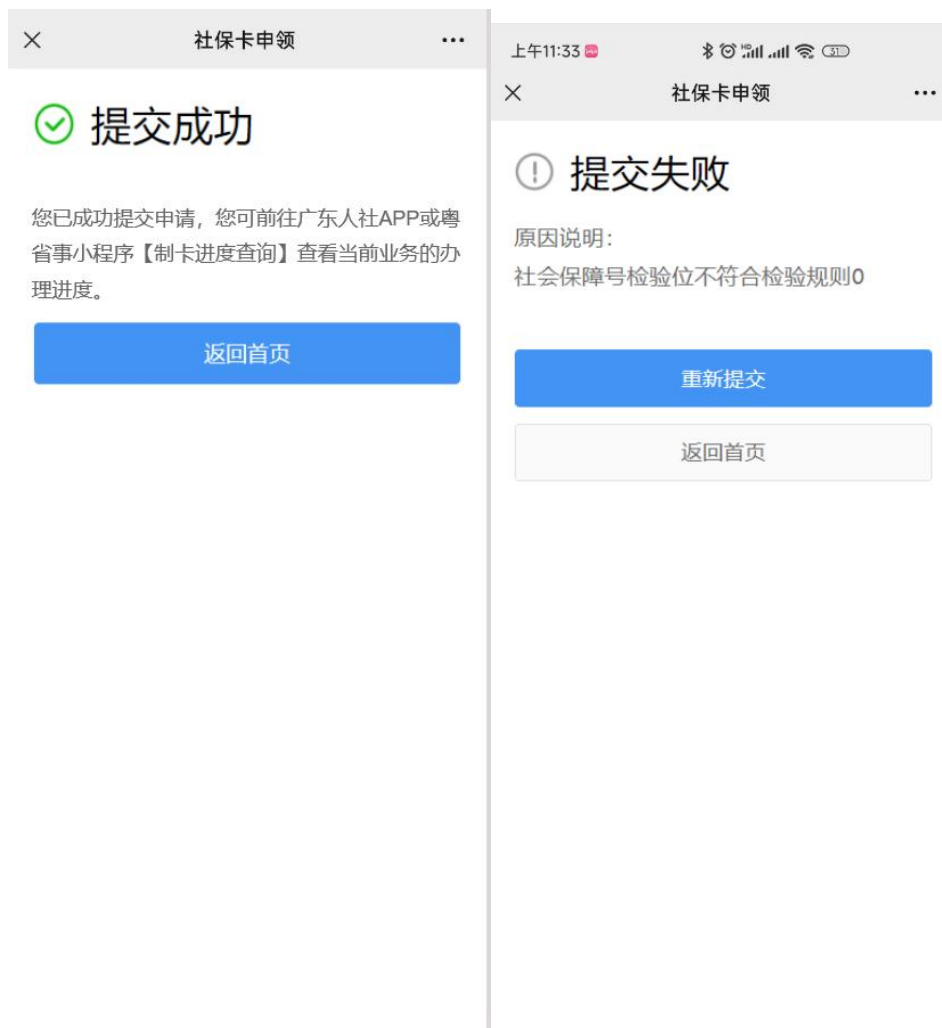 社保卡申领
提交成功
您已成功提交申请，您可前往广东人社APP或粤
省事小程序【制卡进度查询】查看当前业务的办
理进度。
返回首页
上午11:33
31
社保卡申领
提交失败
原因说明：
社会保障号检验位不符合检验规则0
重新提交
返回首页